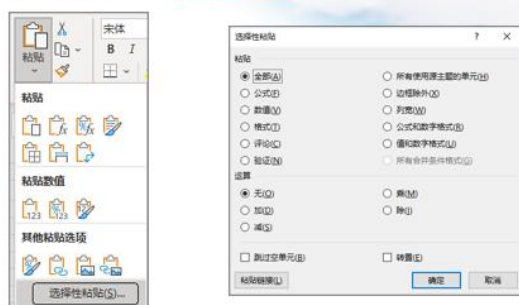 宋体
粘贴
B I
粘贴
fx
%fx
粘贴数值
123
123
其他粘贴选项
选择性粘贴(S)...
选择性粘贴 ? ×
粘贴
全部(A) 所有使用源主题的单元(H)
公式(F) 边框除外(X)
数值(V) 列宽(W)
格式(T) 公式和数字格式(R)
评论(C) 值和数字格式(U)
验证(N) 所有合并条件格式(G)
运算
无(O) 乘(M)
加(D) 除(I)
减(S)
跳过空单元(B) 转置(E)
粘贴链接(L) 确定 取消